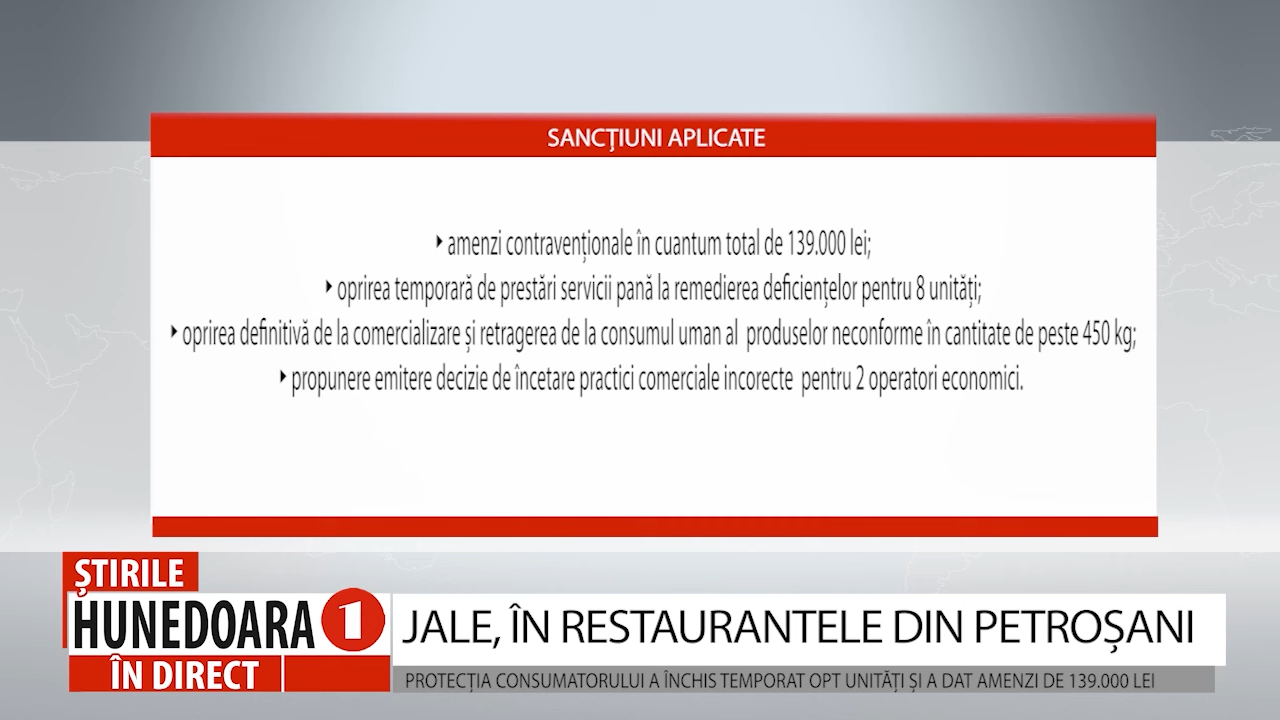 SANCȚIUNI APLICATE
amenzi contravenționale în cuantum total de 139.000 lei;
oprirea temporară de prestări servicii pană la remedierea deficiențelor pentru 8 unități;
oprirea definitivă de la comercializare și retragerea de la consumul uman al produselor neconforme în cantitate de peste 450 kg;
propunere emitere decizie de încetare practici comerciale incorecte pentru 2 operatori economici.
ȘTIRILE
HUNEDOARA 1
ÎN DIRECT
JALE, ÎN RESTAURANTELE DIN PETROȘANI
PROTECȚIA CONSUMATORULUI A ÎNCHIS TEMPORAT OPT UNITĂȚI ȘI A DAT AMENZI DE 139.000 LEI